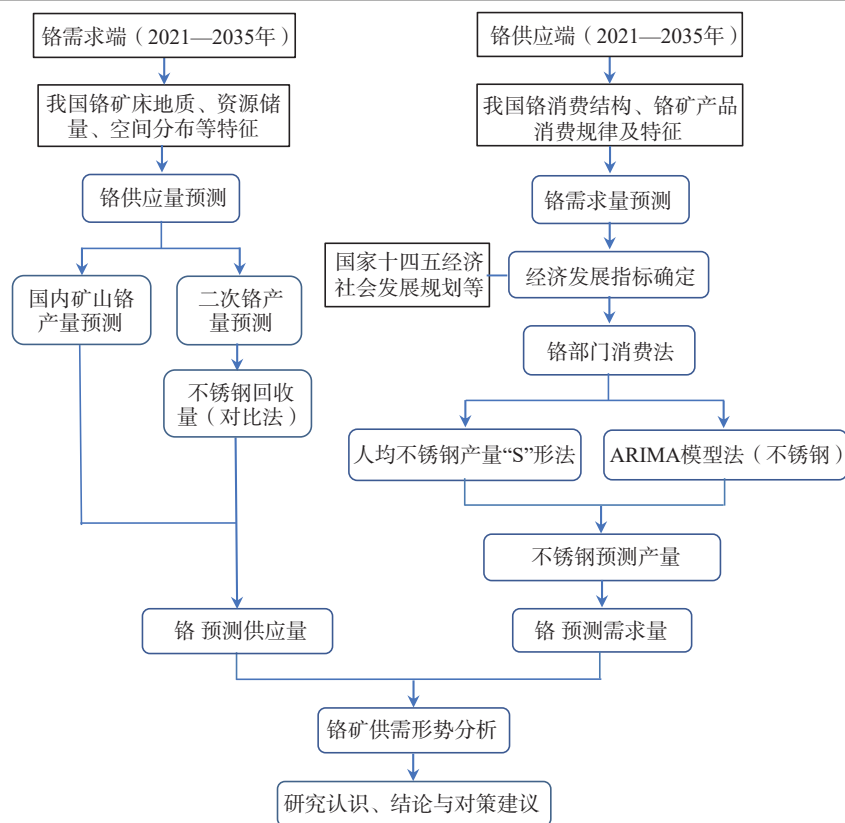 铬需求端（2021—2035年）
铬供应端（2021—2035年）
我国铬矿床地质、资源储
量、空间分布等特征
我国铬消费结构、铬矿产品
消费规律及特征
铬供应量预测
铬需求量预测
国内矿山铬
产量预测
二次铬产
量预测
国家十四五经济
社会发展规划等
经济发展指标确定
铬部门消费法
不锈钢回收
量（对比法）
人均不锈钢产量“S”形法
ARIMA模型法（不锈钢）
不锈钢预测产量
铬 预测供应量
铬 预测需求量
铬矿供需形势分析
研究认识、结论与对策建议